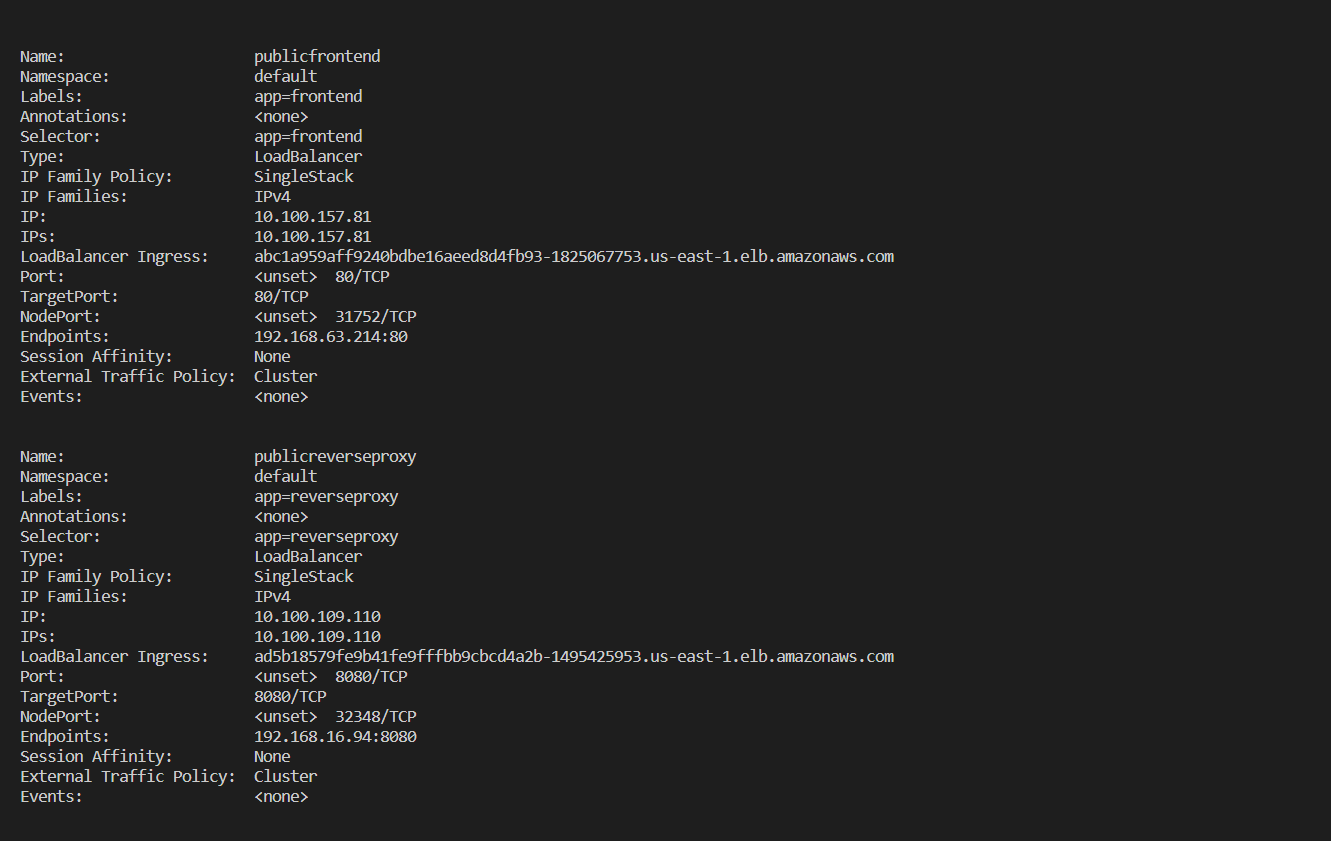 Name: publicfrontend
Namespace: default
Labels: app=frontend
Annotations: <none>
Selector: app=frontend
Type: LoadBalancer
IP Family Policy: SingleStack
IP Families: IPv4
IP: 10.100.157.81
IPs: 10.100.157.81
LoadBalancer Ingress: abc1a959aff9240bdbe16aeed8d4fb93-1825067753.us-east-1.elb.amazonaws.com
Port: <unset> 80/TCP
TargetPort: 80/TCP
NodePort: <unset> 31752/TCP
Endpoints: 192.168.63.214:80
Session Affinity: None
External Traffic Policy: Cluster
Events: <none>
Name: publicreverseproxy
Namespace: default
Labels: app=reverseproxy
Annotations: <none>
Selector: app=reverseproxy
Type: LoadBalancer
IP Family Policy: SingleStack
IP Families: IPv4
IP: 10.100.109.110
IPs: 10.100.109.110
LoadBalancer Ingress: ad5b18579fe9b41fe9fffbb9cbcd4a2b-1495425953.us-east-1.elb.amazonaws.com
Port: <unset> 8080/TCP
TargetPort: 8080/TCP
NodePort: <unset> 32348/TCP
Endpoints: 192.168.16.94:8080
Session Affinity: None
External Traffic Policy: Cluster
Events: <none>